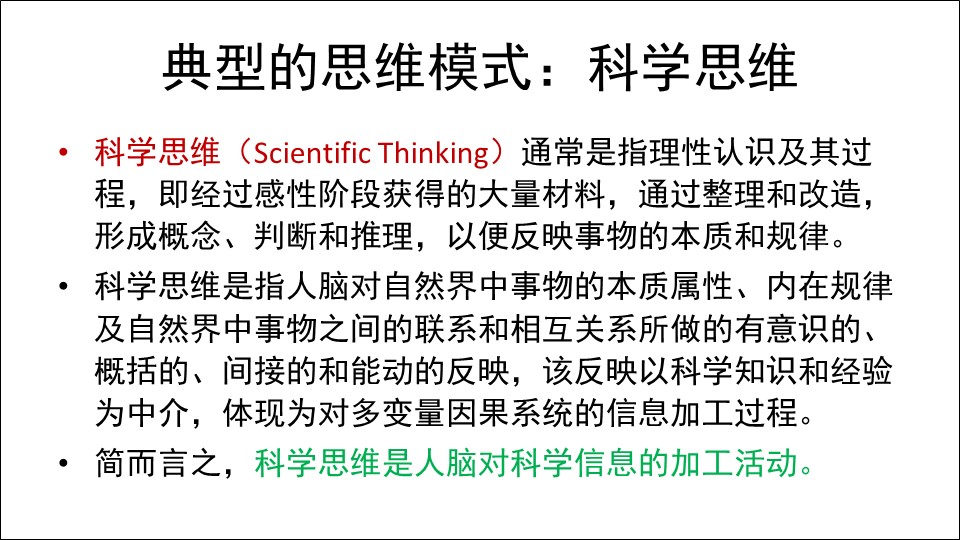 典型的思维模式：科学思维
• 科学思维（Scientific Thinking）通常是指理性认识及其过
程，即经过感性阶段获得的大量材料，通过整理和改造，
形成概念、判断和推理，以便反映事物的本质和规律。
• 科学思维是指人脑对自然界中事物的本质属性、内在规律
及自然界中事物之间的联系和相互关系所做的有意识的、
概括的、间接的和能动的反映，该反映以科学知识和经验
为中介，体现为对多变量因果系统的信息加工过程。
• 简而言之，科学思维是人脑对科学信息的加工活动。